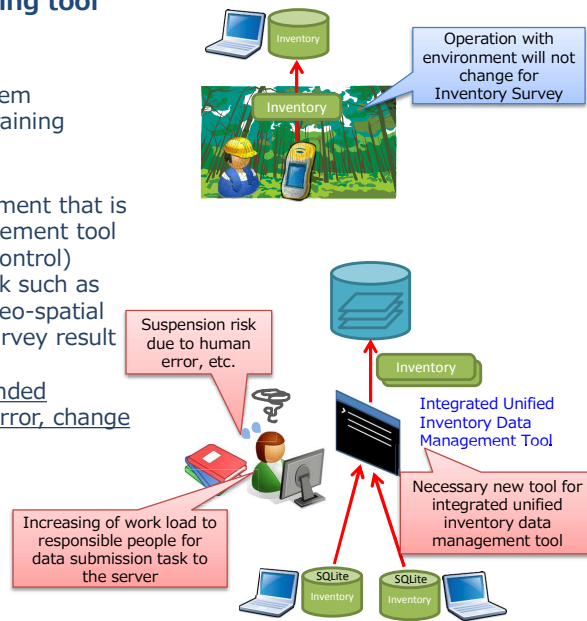 ing tool
em
raining
ment that is
ement tool
ontrol)
k such as
eo-spatial
urvey result
nded
rror, change
Inventory
Inventory
Operation with
environment will not
change for
Inventory Survey
Suspension risk
due to human
error, etc.
Inventory
Integrated Unified
Inventory Data
Management Tool
Necessary new tool for
integrated unified
inventory data
management tool
Increasing of work load to
responsible people for
data submission task to
the server
SQLite
Inventory
SQLite
Inventory